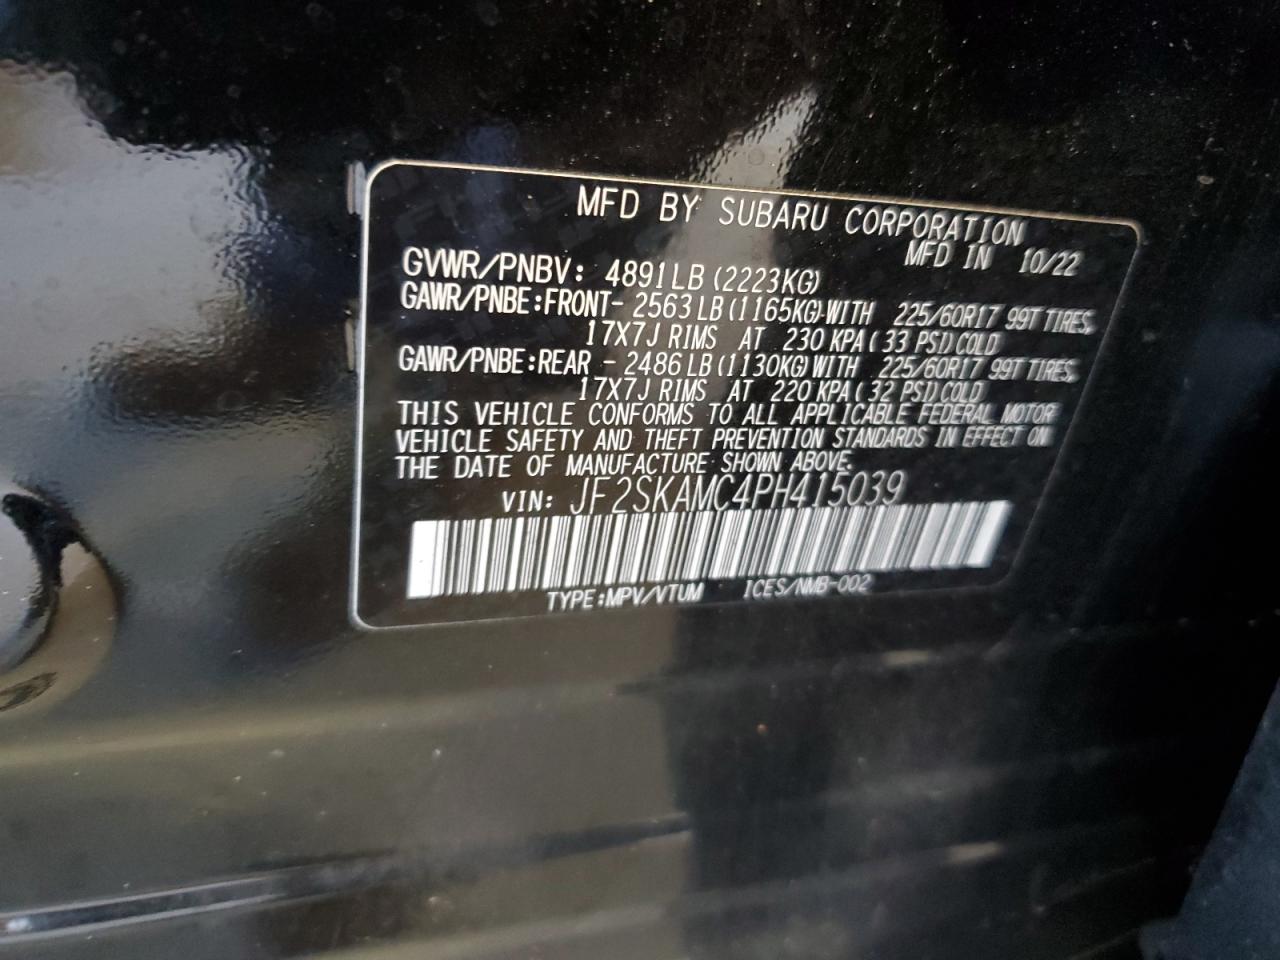 MFD BY SUBARU CORPORATION
MFD IN 10/22
GVWR/PNBV: 4891LB(2223KG)
GAWR/PNBE:FRONT- 2563LB(1165KG)WITH 225/60R17 99T TIRES,
17X7J RIMS AT 230 KPA(33 PSI)COLD
GAWR/PNBE:REAR - 2486LB(1130KG)WITH 225/60R17 99T TIRES,
17X7J RIMS AT 220 KPA(32 PSI)COLD
THIS VEHICLE CONFORMS TO ALL APPLICABLE FEDERAL MOTOR
VEHICLE SAFETY AND THEFT PREVENTION STANDARDS IN EFFECT ON
THE DATE OF MANUFACTURE SHOWN ABOVE.
VIN: JF2SKAMC4PH415039
TYPE:MPV/VTUM ICES/NMB-002